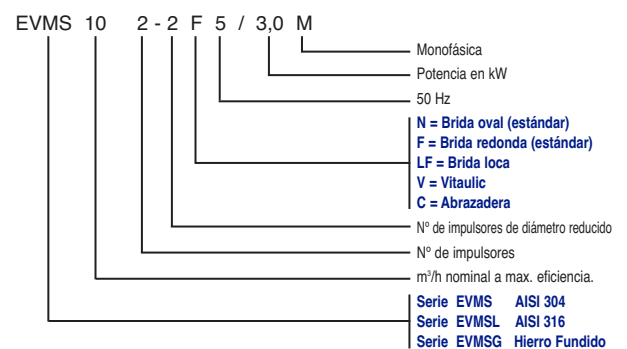 EVMS 10 2 - 2 F 5 / 3,0 M
Monofásica
Potencia en kW
50 Hz
N = Brida oval (estándar)
F = Brida redonda (estándar)
LF = Brida loca
V = Vitaulic
C = Abrazadera
Nº de impulsores de diámetro reducido
Nº de impulsores
m³/h nominal a max. eficiencia.
Serie EVMS AISI 304
Serie EVMSL AISI 316
Serie EVMSG Hierro Fundido